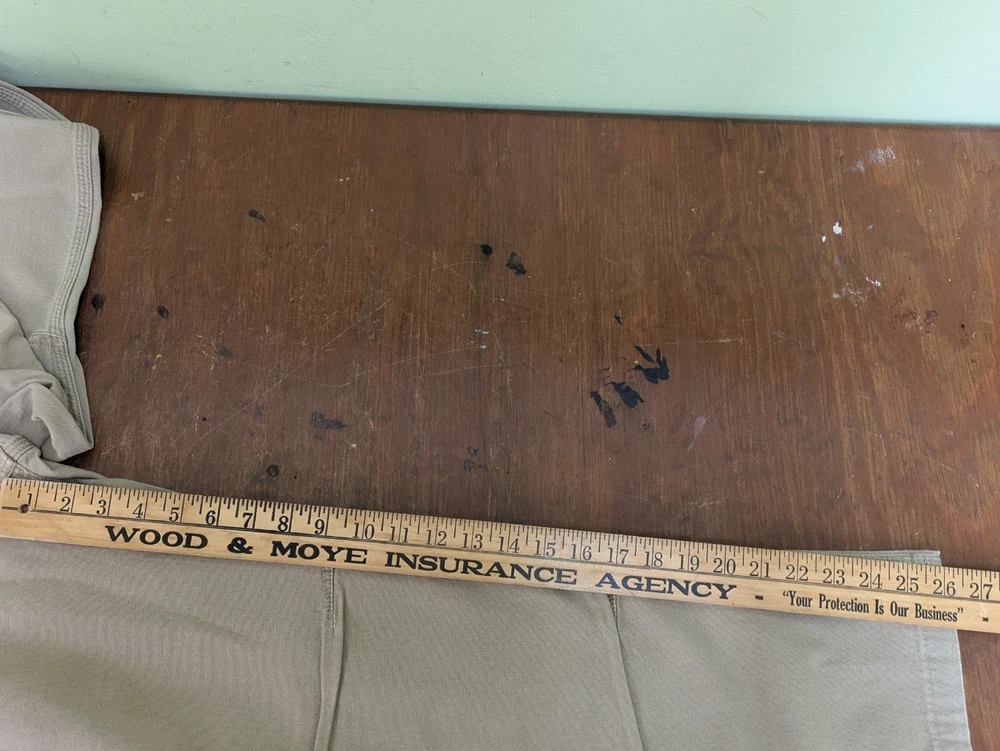 1 2 3 4 5 6 7 8 9 10 11 12 13 14 15 16 17 18 19 20 21 22 23 24 25 26 27
WOOD & MOYE INSURANCE AGENCY - "Your Protection Is Our Business" -